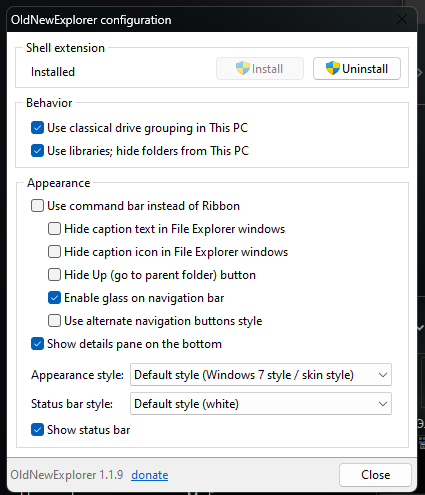 OldNewExplorer configuration
Shell extension
Installed
Install
Uninstall
Behavior
Use classical drive grouping in This PC
Use libraries; hide folders from This PC
Appearance
Use command bar instead of Ribbon
Hide caption text in File Explorer windows
Hide caption icon in File Explorer windows
Hide Up (go to parent folder) button
Enable glass on navigation bar
Use alternate navigation buttons style
Show details pane on the bottom
Appearance style: Default style (Windows 7 style / skin style)
Status bar style: Default style (white)
Show status bar
OldNewExplorer 1.1.9 donate
Close